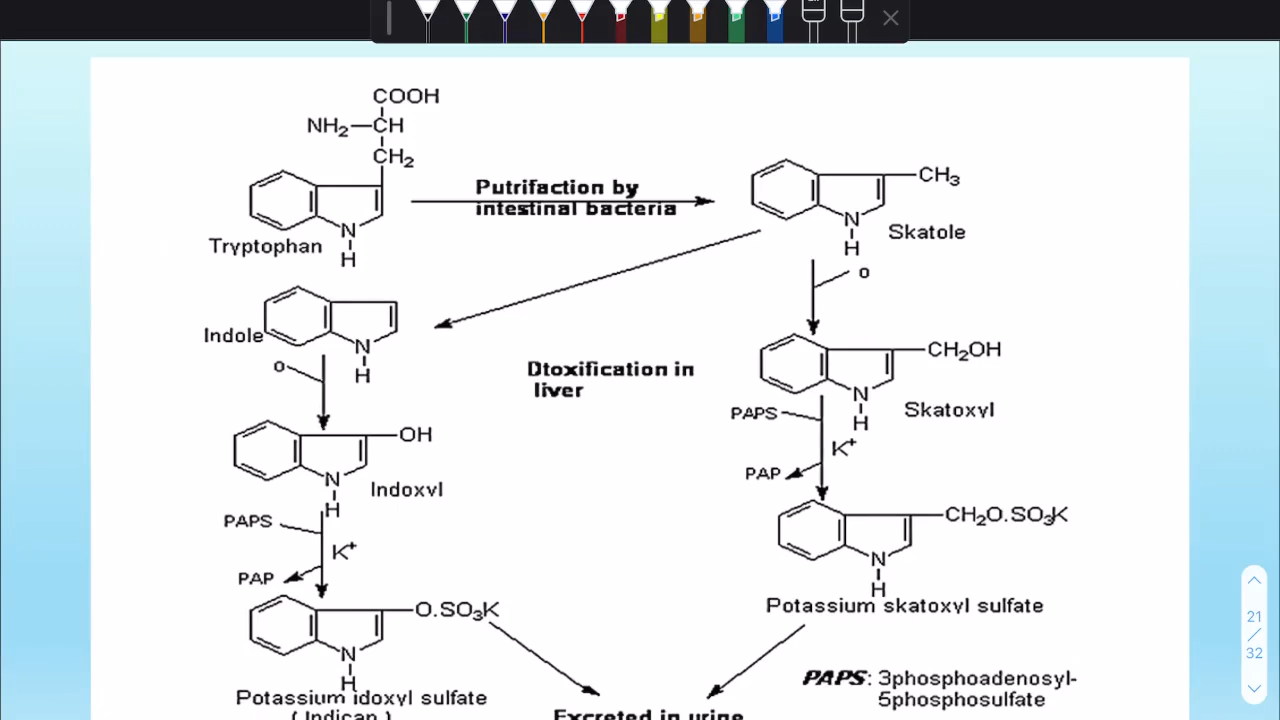 COOH
NH2—CH
CH2
N
H
Tryptophan
Putrifaction by
intestinal bacteria
CH3
N
H
Skatole
Indole
N
H
o
o
Dtoxification in
liver
CH2OH
N
H
Skatoxyl
OH
N
H
Indoxyl
PAPS
K+
PAP
PAPS
K+
PAP
CH2O.SO3K
N
H
Potassium skatoxyl sulfate
O.SO3K
N
H
Potassium idoxyl sulfate
( Indican )
Excreted in urine
PAPS: 3phosphoadenosyl-
5phosphosulfate
21
/
32